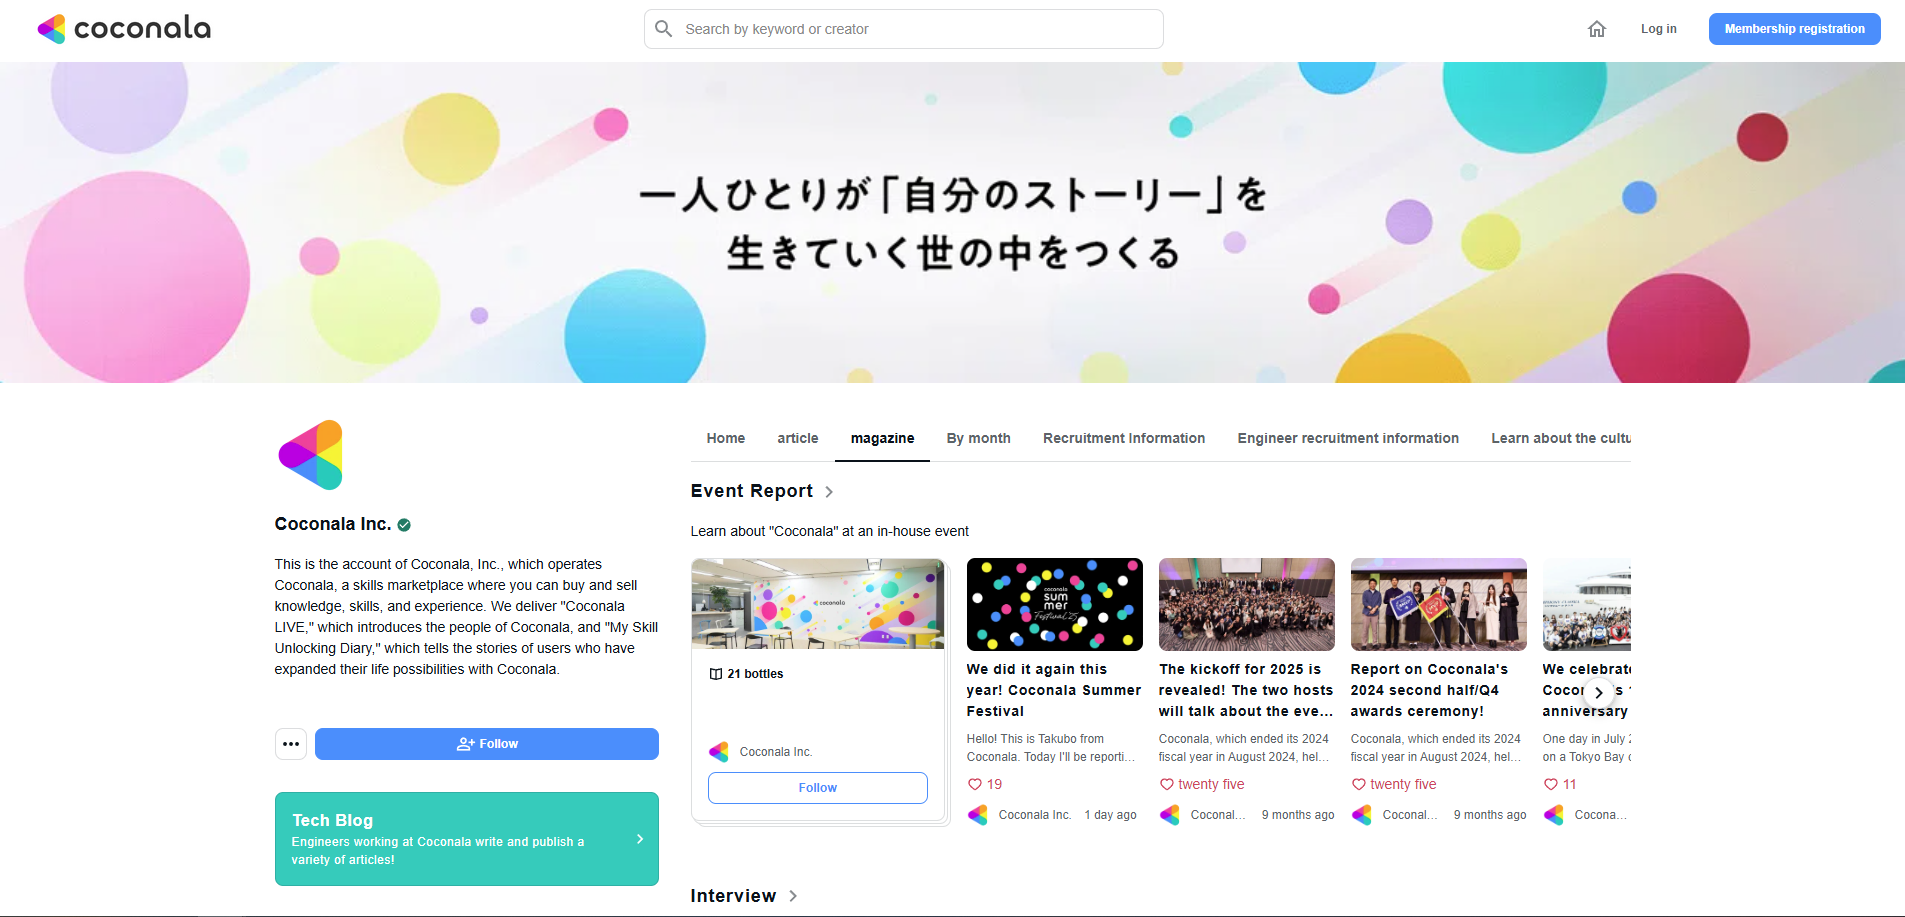 coconala
Search by keyword or creator
Log in
Membership registration
一人ひとりが「自分のストーリー」を
生きていく世の中をつくる
Home
article
magazine
By month
Recruitment Information
Engineer recruitment information
Learn about the cultu
Coconala Inc.
This is the account of Coconala, Inc., which operates
Coconala, a skills marketplace where you can buy and sell
knowledge, skills, and experience. We deliver "Coconala
LIVE," which introduces the people of Coconala, and "My Skill
Unlocking Diary," which tells the stories of users who have
expanded their life possibilities with Coconala.
Follow
Tech Blog
Engineers working at Coconala write and publish a
variety of articles!
Event Report
Learn about "Coconala" at an in-house event
coconala
21 bottles
Coconala Inc.
Follow
coconala
sum
mer
Festival'25
We did it again this
year! Coconala Summer
Festival
Hello! This is Takubo from
Coconala. Today I'll be reporti...
19
Coconala Inc.
1 day ago
The kickoff for 2025 is
revealed! The two hosts
will talk about the eve...
Coconala, which ended its 2024
fiscal year in August 2024, hel...
twenty five
Coconal...
9 months ago
Report on Coconala's
2024 second half/Q4
awards ceremony!
Coconala, which ended its 2024
fiscal year in August 2024, hel...
twenty five
Coconal...
9 months ago
We celebrate
anniversary
One day in July
on a Tokyo Bay
11
Cocona...
Interview